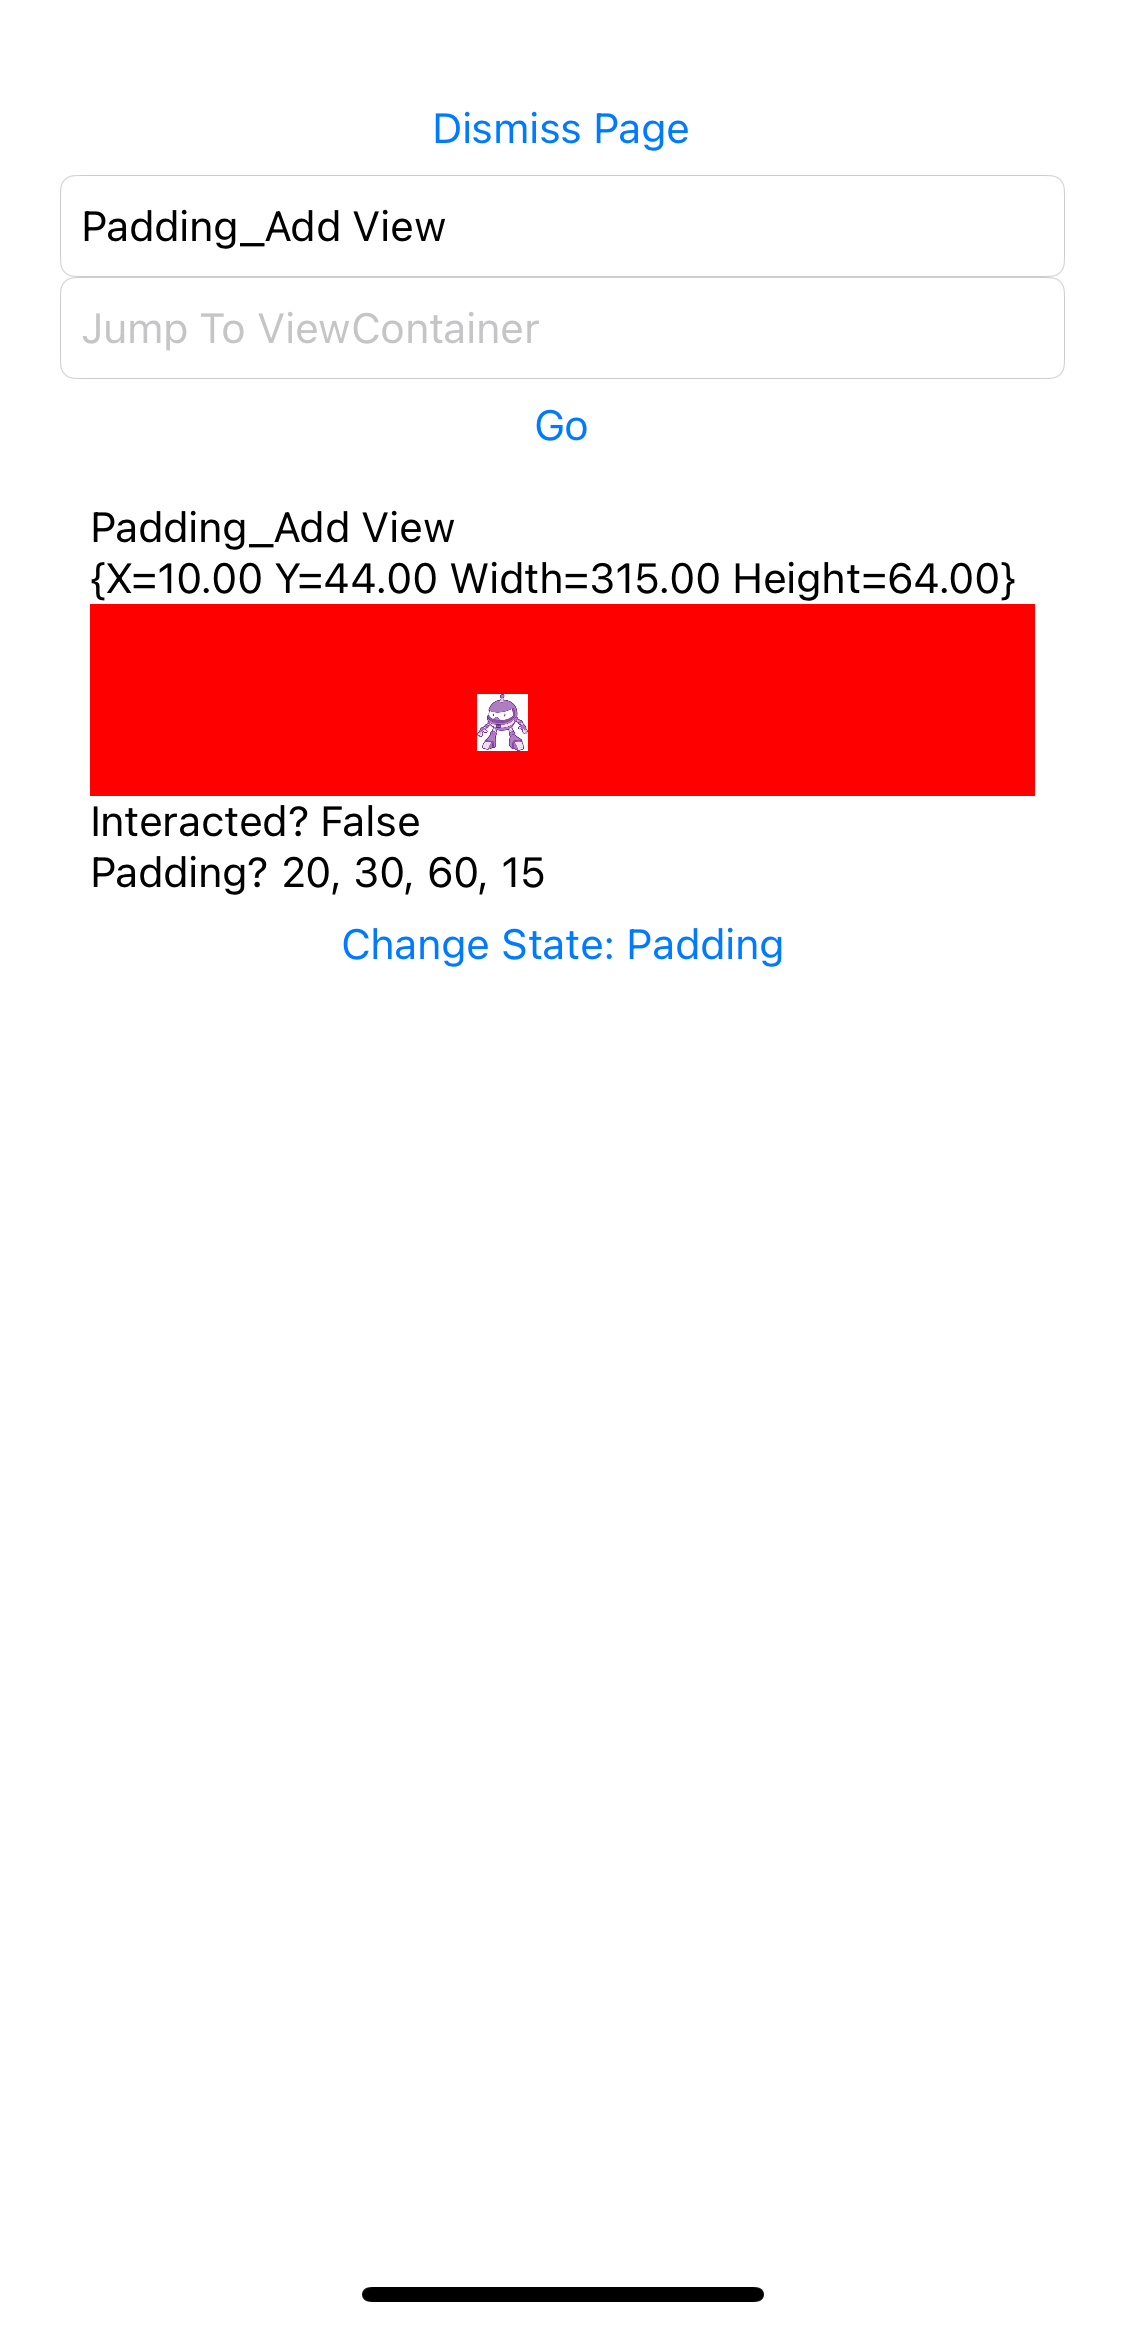 Dismiss Page
Padding_Add View
Jump To ViewContainer
Go
Padding_Add View
{X=10.00 Y=44.00 Width=315.00 Height=64.00}
Interacted? False
Padding? 20, 30, 60, 15
Change State: Padding